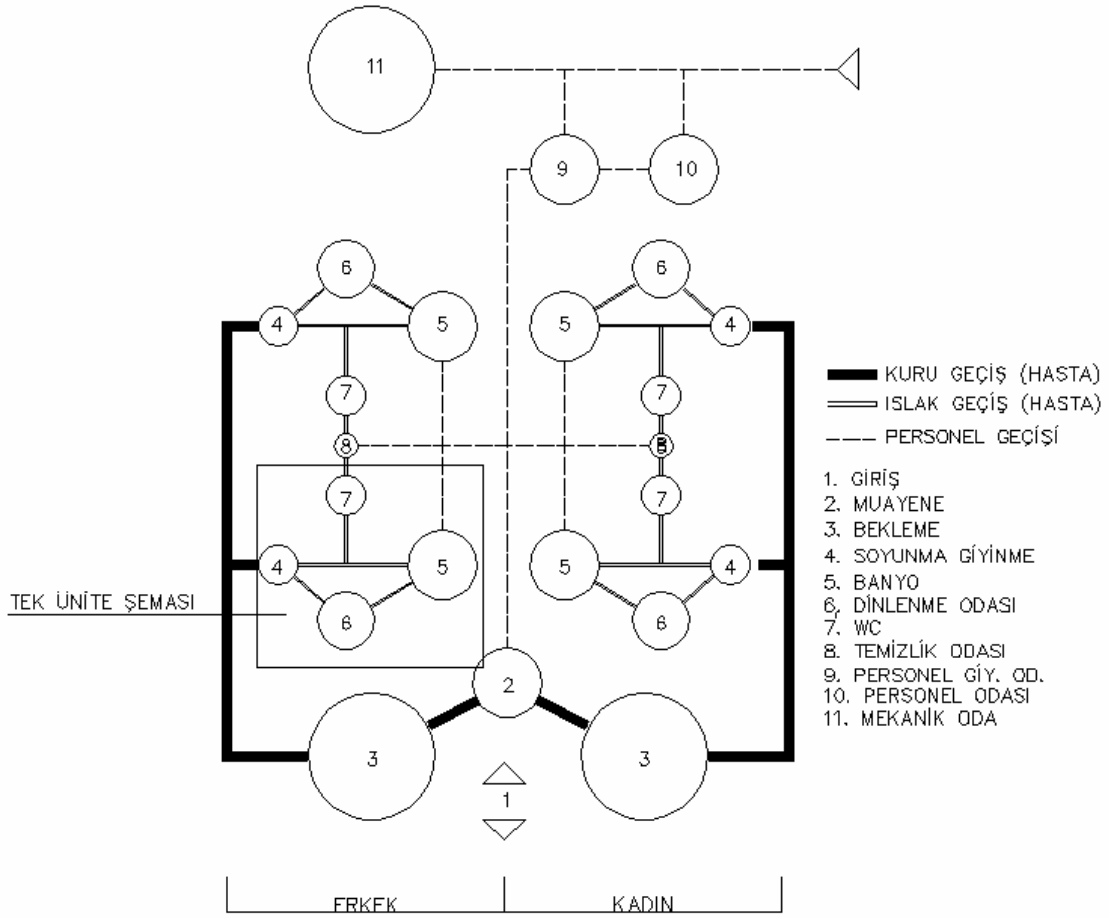 11
9
10
6
6
4
5
5
4
7
7
8
7
7
4
5
5
4
6
6
2
3
3
1
KURU GEÇİŞ (HASTA)
ISLAK GEÇİŞ (HASTA)
PERSONEL GEÇİŞİ
1. GİRİŞ
2. MUAYENE
3. BEKLEME
4. SOYUNMA GİYİNME
5. BANYO
6. DİNLENME ODASI
7. WC
8. TEMİZLİK ODASI
9. PERSONEL GİY. OD.
10. PERSONEL ODASI
11. MEKANİK ODA
TEK ÜNİTE ŞEMASI
ERKEK
KADIN